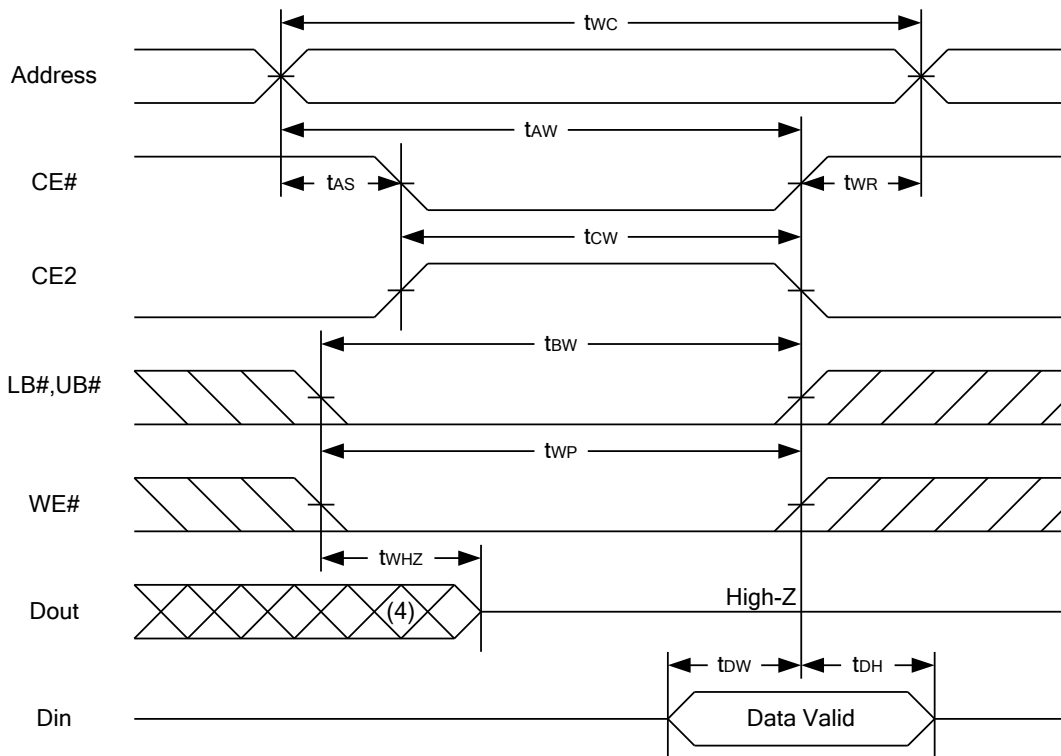 tWC
Address
tAW
CE#
tAS
tWR
tCW
CE2
tBW
LB#,UB#
tWP
WE#
tWHZ
Dout
(4)
High-Z
tDW
tDH
Din
Data Valid